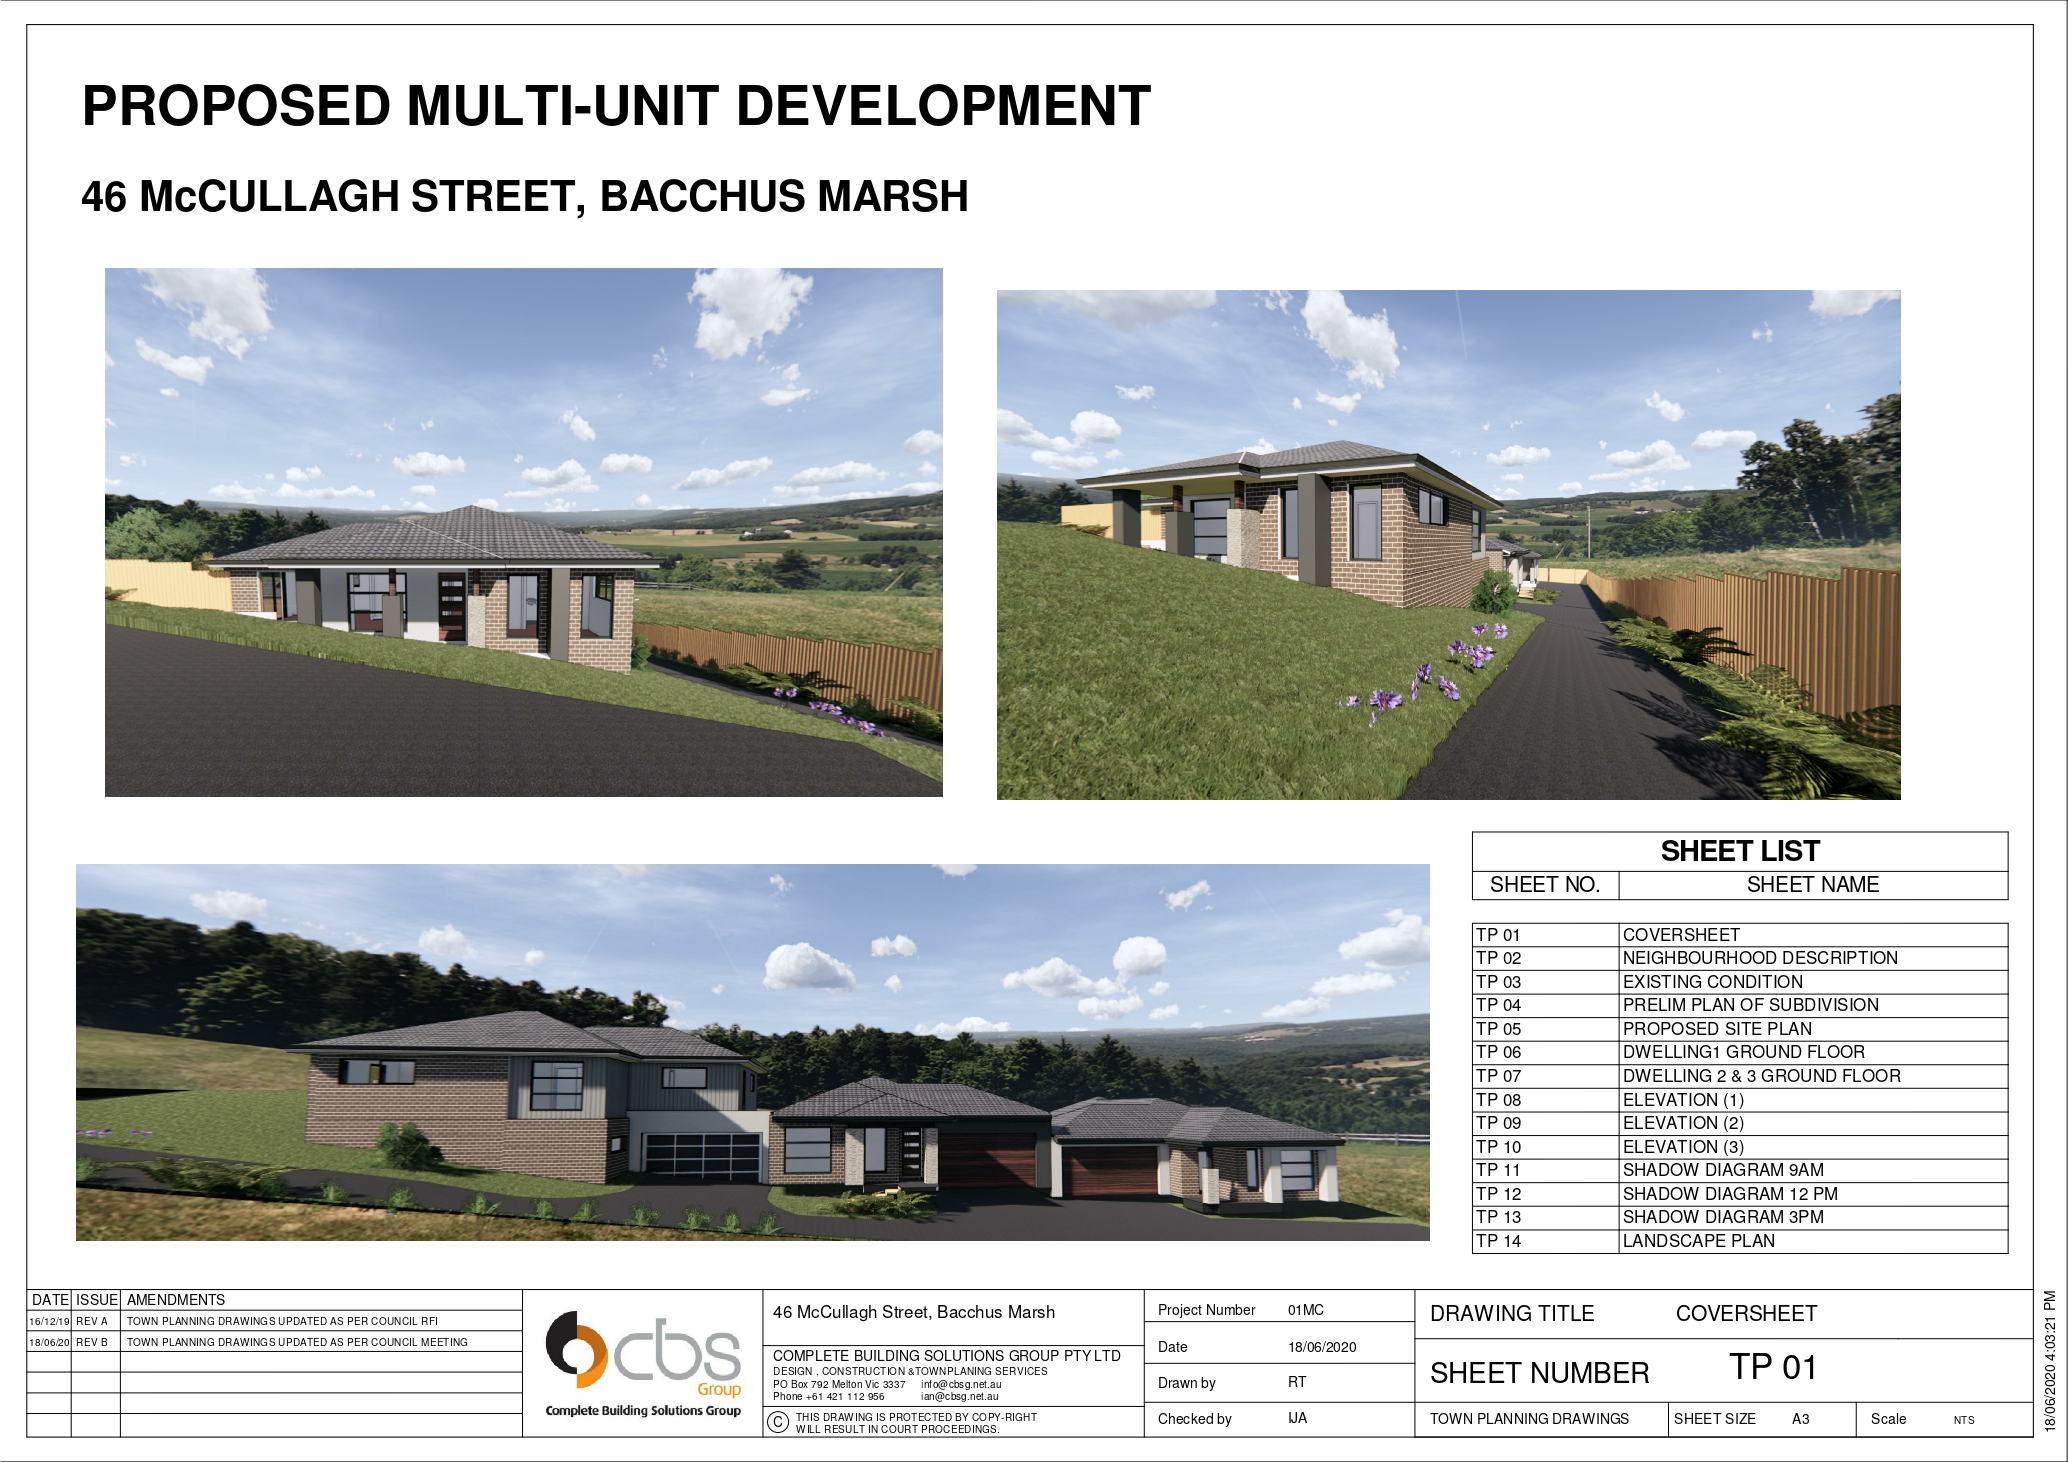 PROPOSED MULTI-UNIT DEVELOPMENT
46 McCULLAGH STREET, BACCHUS MARSH
SHEET LIST
SHEET NO. SHEET NAME
TP 01 COVERSHEET
TP 02 NEIGHBOURHOOD DESCRIPTION
TP 03 EXISTING CONDITION
TP 04 PRELIM PLAN OF SUBDIVISION
TP 05 PROPOSED SITE PLAN
TP 06 DWELLING1 GROUND FLOOR
TP 07 DWELLING 2 & 3 GROUND FLOOR
TP 08 ELEVATION (1)
TP 09 ELEVATION (2)
TP 10 ELEVATION (3)
TP 11 SHADOW DIAGRAM 9AM
TP 12 SHADOW DIAGRAM 12 PM
TP 13 SHADOW DIAGRAM 3PM
TP 14 LANDSCAPE PLAN
DATE ISSUE AMENDMENTS
16/12/19 REV A TOWN PLANNING DRAWINGS UPDATED AS PER COUNCIL RFI
18/06/20 REV B TOWN PLANNING DRAWINGS UPDATED AS PER COUNCIL MEETING
cbs
Group
Complete Building Solutions Group
46 McCullagh Street, Bacchus Marsh
COMPLETE BUILDING SOLUTIONS GROUP PTY LTD
DESIGN , CONSTRUCTION &TOWNPLANING SERVICES
PO Box 792 Melton Vic 3337 info@cbsg.net.au
Phone +61 421 112 956 ian@cbsg.net.au
© THIS DRAWING IS PROTECTED BY COPY-RIGHT
WILL RESULT IN COURT PROCEEDINGS.
Project Number 01MC
Date 18/06/2020
Drawn by RT
Checked by IJA
DRAWING TITLE COVERSHEET
SHEET NUMBER TP 01
TOWN PLANNING DRAWINGS SHEET SIZE A3 Scale NTS
18/06/2020 4:03:21 PM